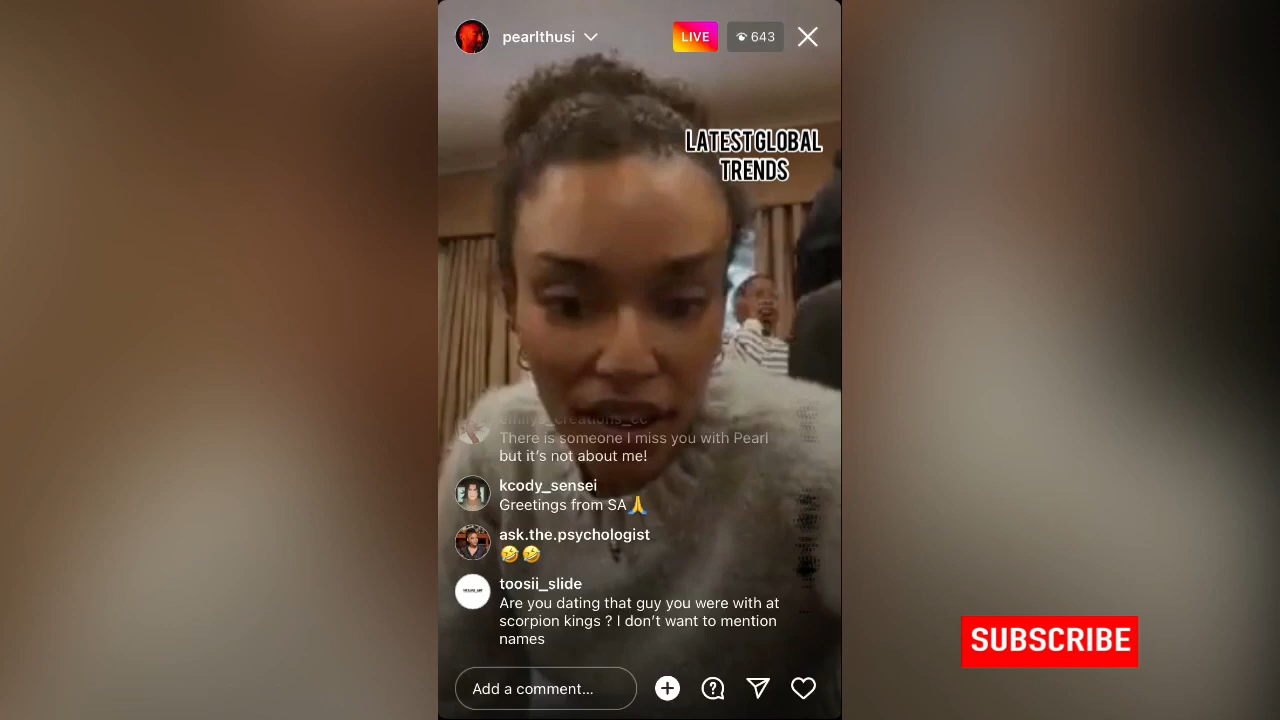 pearlthusi
LIVE
643
LATEST GLOBAL
TRENDS
emilys_creations_cc
There is someone I miss you with Pearl
but it’s not about me!
kcody_sensei
Greetings from SA🙏
ask.the.psychologist
🤣🤣
toosii_slide
Are you dating that guy you were with at
scorpion kings ? I don’t want to mention
names
Add a comment...
SUBSCRIBE